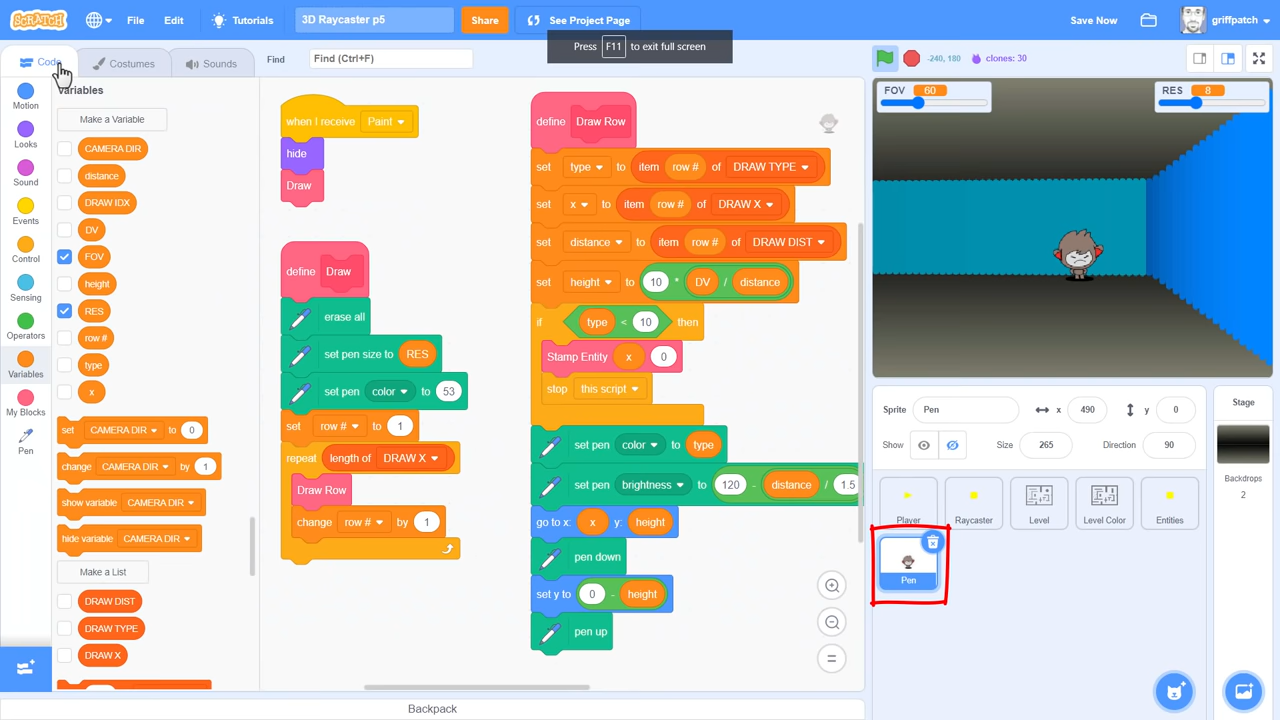 SCRATCH
File
Edit
Tutorials
3D Raycaster p5
Share
See Project Page
Save Now
griffpatch
Press F11 to exit full screen
Code
Costumes
Sounds
Find
Find (Ctrl+F)
-240, 180
clones: 30
Motion
Looks
Sound
Events
Control
Sensing
Operators
Variables
My Blocks
Pen
Variables
Make a Variable
CAMERA DIR
distance
DRAW IDX
DV
FOV
height
RES
row #
type
x
set CAMERA DIR to 0
change CAMERA DIR by 1
show variable CAMERA DIR
hide variable CAMERA DIR
Make a List
DRAW DIST
DRAW TYPE
DRAW X
when I receive Paint
hide
Draw
define Draw
erase all
set pen size to RES
set pen color to 53
set row # to 1
repeat length of DRAW X
Draw Row
change row # by 1
define Draw Row
set type to item row # of DRAW TYPE
set x to item row # of DRAW X
set distance to item row # of DRAW DIST
set height to 10 * DV / distance
if type < 10 then
Stamp Entity x 0
stop this script
set pen color to type
set pen brightness to 120 - distance / 1.5
go to x: x y: height
pen down
set y to 0 - height
pen up
FOV 60
RES 8
Sprite Pen
x 490
y 0
Show
Size 265
Direction 90
Player
Raycaster
Level
Level Color
Entities
Pen
Stage
Backdrops
2
Backpack